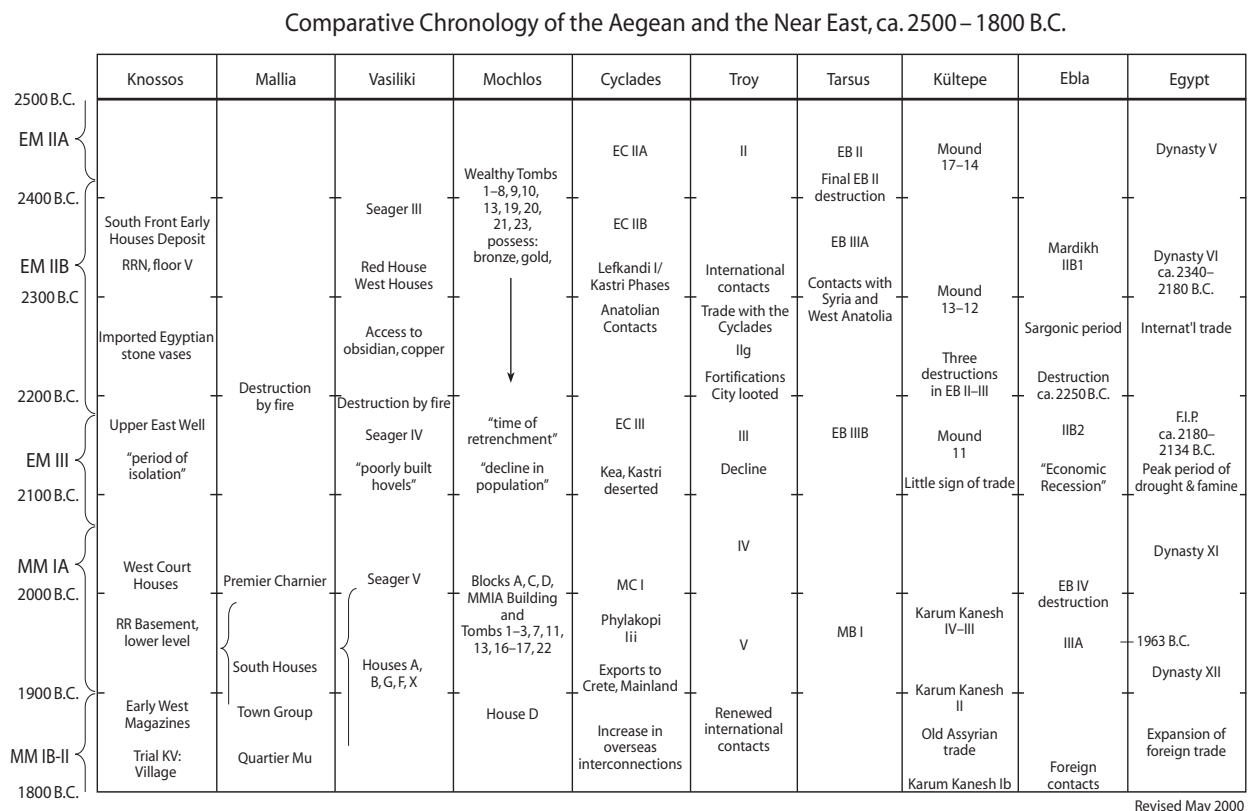 Comparative Chronology of the Aegean and the Near East, ca. 2500 – 1800 B.C.
Knossos
Mallia
Vasiliki
Mochlos
Cyclades
Troy
Tarsus
Kültepe
Ebla
Egypt
2500 B.C.
EM IIA
2400 B.C.
EM IIB
2300 B.C
2200 B.C.
EM III
2100 B.C.
MM IA
2000 B.C.
1900 B.C.
MM IB-II
1800 B.C.
South Front Early
Houses Deposit
RRN, floor V
Imported Egyptian
stone vases
Upper East Well
“period of
isolation”
West Court
Houses
RR Basement,
lower level
Early West
Magazines
Trial KV:
Village
Destruction
by fire
Premier Charnier
South Houses
Town Group
Quartier Mu
Seager III
Red House
West Houses
Access to
obsidian, copper
Destruction by fire
Seager IV
“poorly built
hovels”
Seager V
Houses A,
B, G, F, X
Wealthy Tombs
1–8, 9, 10,
13, 19, 20,
21, 23,
possess:
bronze, gold,
“time of
retrenchment”
“decline in
population”
Blocks A, C, D,
MMIA Building
and
Tombs 1–3, 7, 11,
13, 16–17, 22
House D
EC IIA
EC IIB
Lefkandi I/
Kastri Phases
Anatolian
Contacts
EC III
Kea, Kastri
deserted
MC I
Phylakopi
Iii
Exports to
Crete, Mainland
Increase in
overseas
interconnections
II
International
contacts
Trade with the
Cyclades
IIg
Fortifications
City looted
III
Decline
IV
V
Renewed
international
contacts
EB II
Final EB II
destruction
EB IIIA
Contacts with
Syria and
West Anatolia
EB IIIB
MB I
Mound
17–14
Mound
13–12
Three
destructions
in EB II–III
Mound
11
Little sign of trade
Karum Kanesh
IV–III
Karum Kanesh
II
Old Assyrian
trade
Karum Kanesh Ib
Mardikh
IIB1
Sargonic period
Destruction
ca. 2250 B.C.
IIB2
“Economic
Recession”
EB IV
destruction
IIIA
Foreign
contacts
Dynasty V
Dynasty VI
ca. 2340–
2180 B.C.
Internat'l trade
F.I.P.
ca. 2180–
2134 B.C.
Peak period of
drought & famine
Dynasty XI
1963 B.C.
Dynasty XII
Expansion of
foreign trade
Revised May 2000